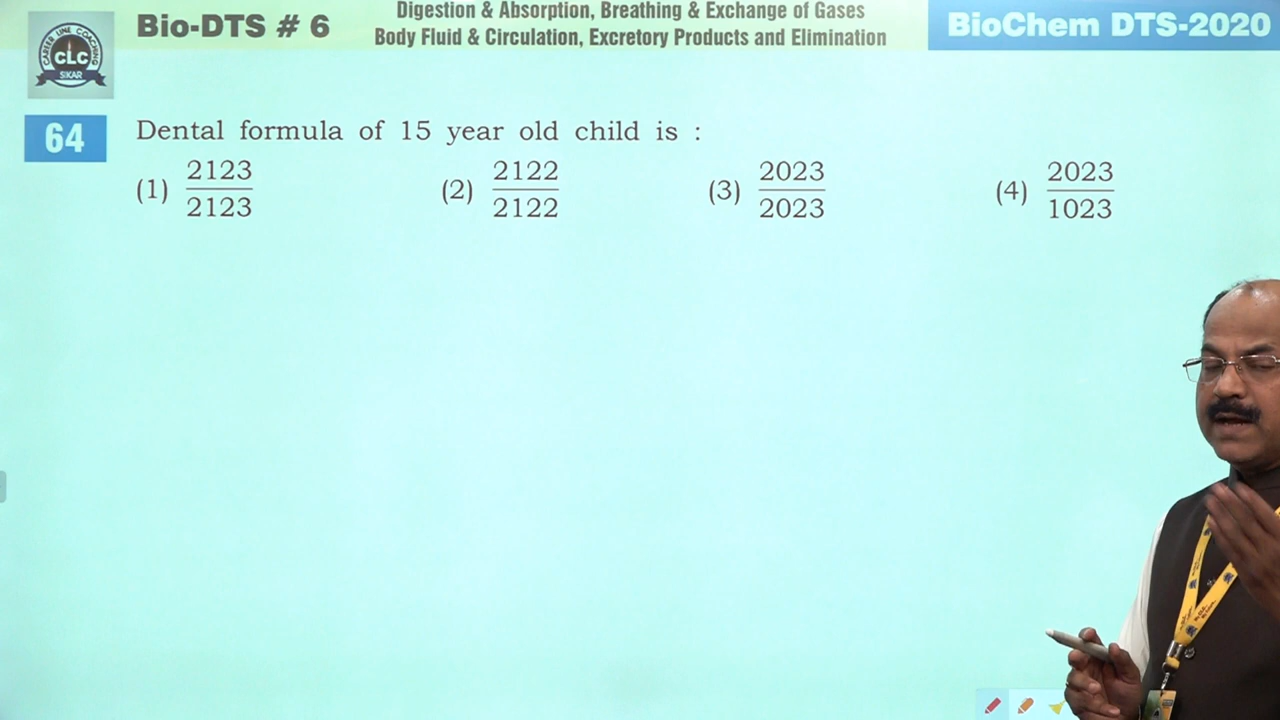 CAREER LINE COACHING
CLC
SIKAR
Bio-DTS # 6
Digestion & Absorption, Breathing & Exchange of Gases
Body Fluid & Circulation, Excretory Products and Elimination
BioChem DTS-2020
64 Dental formula of 15 year old child is :
(1) 2123/2123 (2) 2122/2122 (3) 2023/2023 (4) 2023/1023